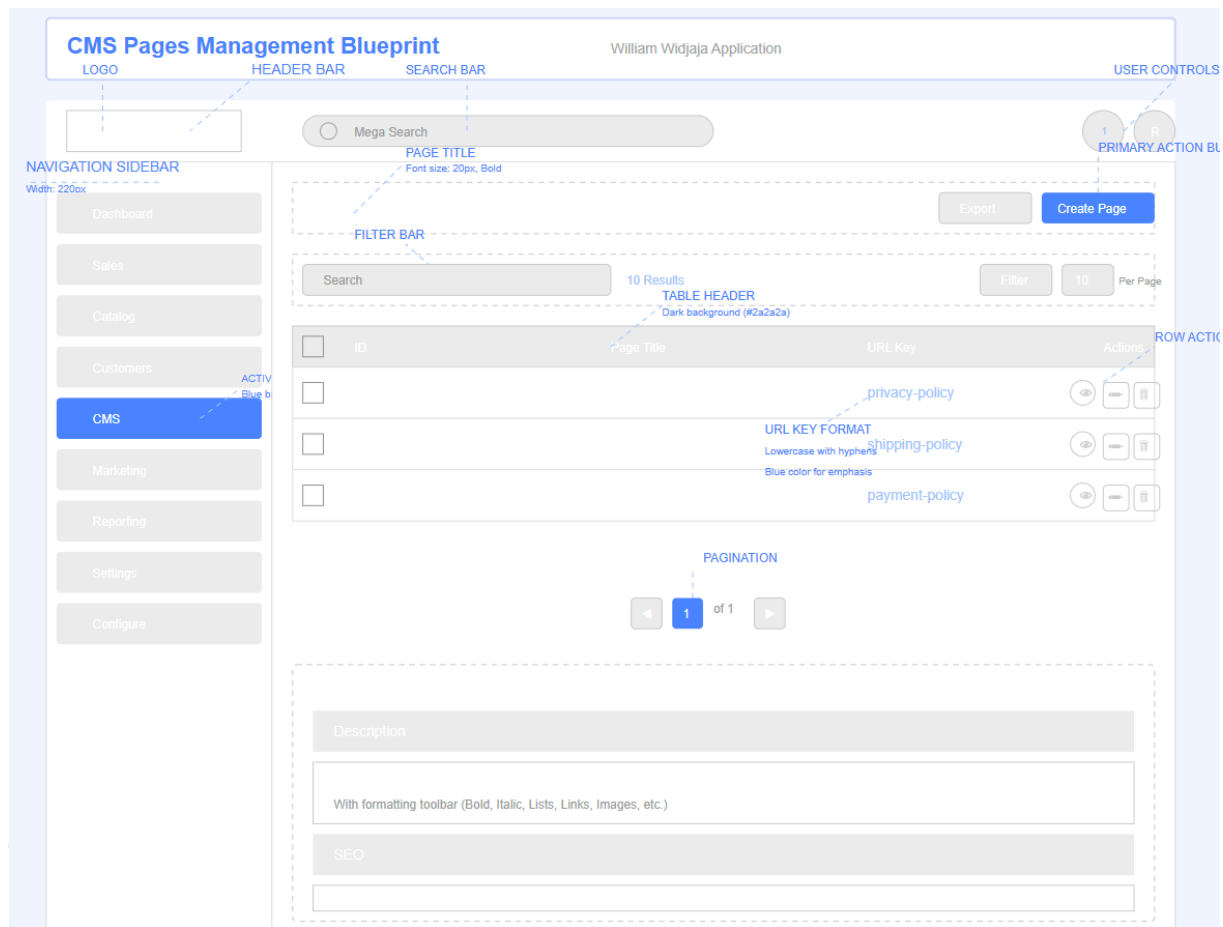 CMS Pages Management Blueprint
William Widjaja Application
LOGO
HEADER BAR
SEARCH BAR
USER CONTROLS
Mega Search
1
R
PAGE TITLE
Font size: 20px, Bold
PRIMARY ACTION BU
NAVIGATION SIDEBAR
Width: 220px
Dashboard
Sales
Catalog
Customers
ACTIV
Blue b
CMS
Marketing
Reporting
Settings
Configure
Export
Create Page
FILTER BAR
Search
10 Results
Filter
10
Per Page
TABLE HEADER
Dark background (#2a2a2a)
ID
Page Title
URL Key
Actions
ROW ACTIO
privacy-policy
URL KEY FORMAT
Lowercase with hyphens
Blue color for emphasis
shipping-policy
payment-policy
PAGINATION
1
of 1
Description
With formatting toolbar (Bold, Italic, Lists, Links, Images, etc.)
SEO